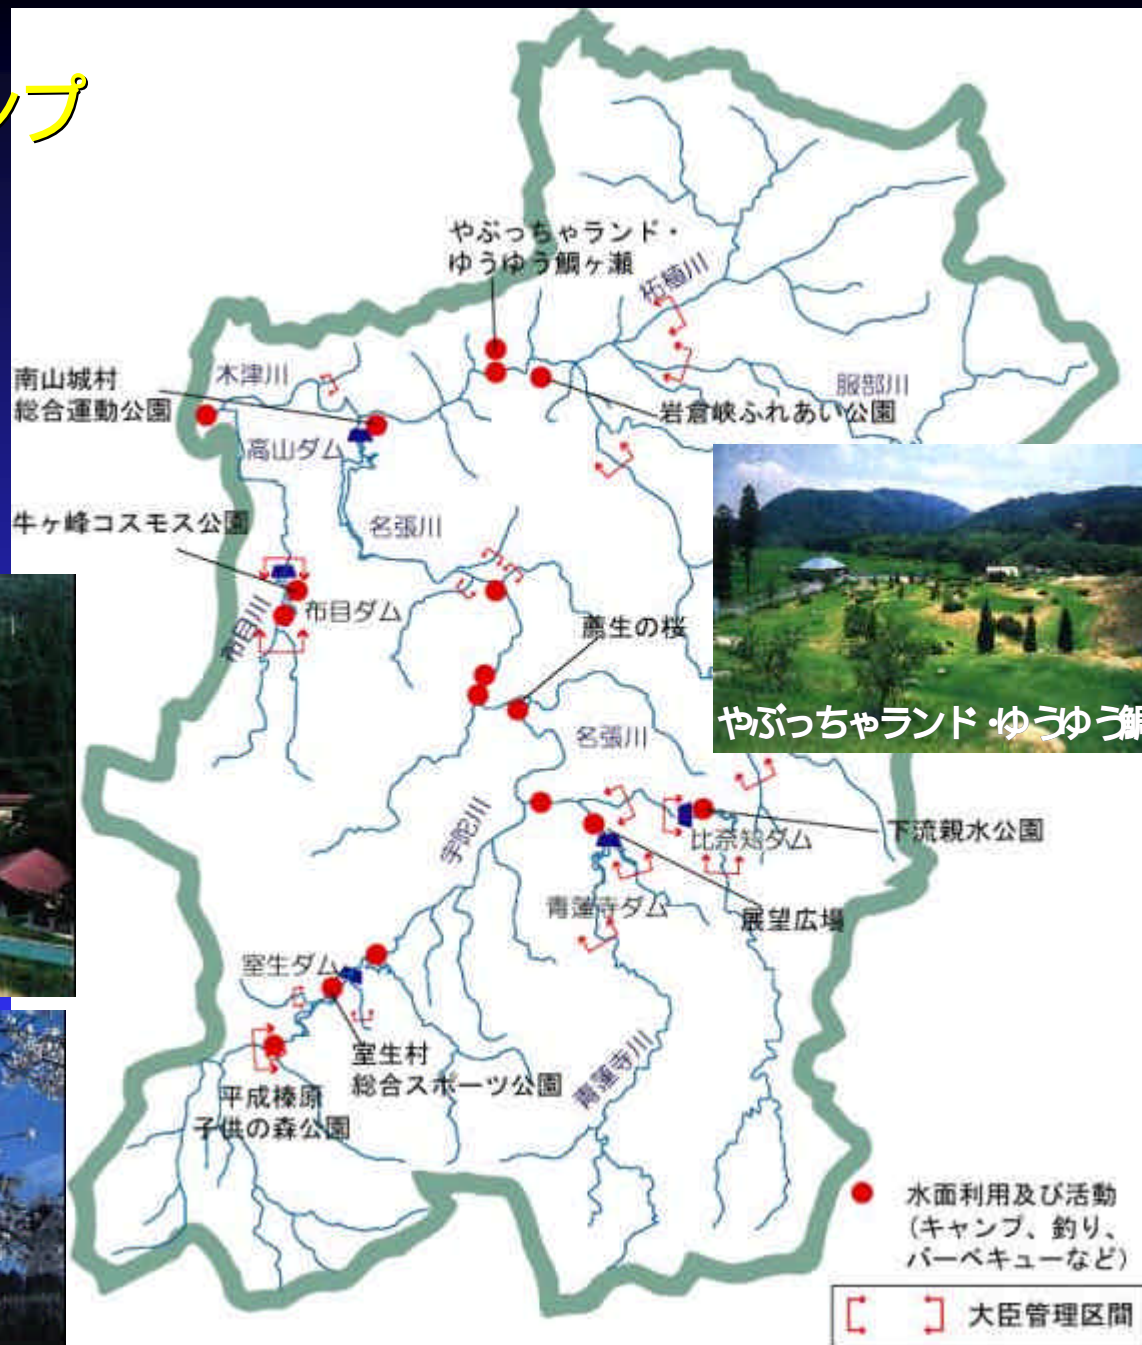 ンプ
やぶっちゃランド・
ゆうゆう鯛ヶ瀬
柘植川
木津川
服部川
南山城村
総合運動公園
岩倉峡ふれあい公園
高山ダム
牛ヶ峰コスモス公園
名張川
布目川
布目ダム
薦生の桜
やぶっちゃランド・ゆうゆう鯛
名張川
宇陀川
比奈知ダム
下流親水公園
青蓮寺ダム
展望広場
室生ダム
室生村
総合スポーツ公園
青蓮寺川
平成榛原
子供の森公園
水面利用及び活動
(キャンプ、釣り、
バーベキューなど)
大臣管理区間